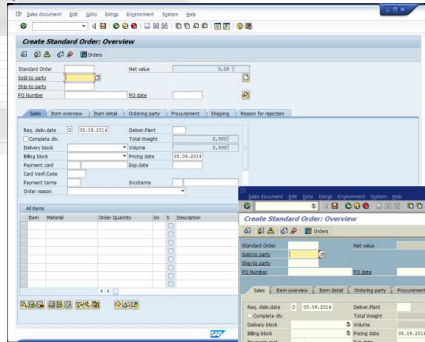 Sales document Edit Goto Extras Environment System Help
Create Standard Order: Overview
Orders
Standard Order Net value 0,00
Sold-to party
Ship-to party
PO Number PO date
Sales Item overview Item detail Ordering party Procurement Shipping Reason for rejection
Req. deliv.date D 05.09.2014 Deliver.Plant
Complete dlv. Total Weight 0,000
Delivery block Volume 0,000
Billing block Pricing date 05.09.2014
Payment card Exp.date
Card Verif.Code
Payment terms Incoterms
Order reason
All items
Item Material Order Quantity Un S Description
SAP
Sales Document Edit Goto Extras Environment System Help
Create Standard Order: Overview
Orders
Standard Order Net value
Sold-to party
Ship-to party
PO Number PO date
Sales Item overview Item detail Ordering party Procurement
Req. deliv.date D 05.09.2014 Deliver.Plant
Complete dlv. Total Weight
Delivery block Volume
Billing block Pricing date 05.09.2014
Payment card Exp.date